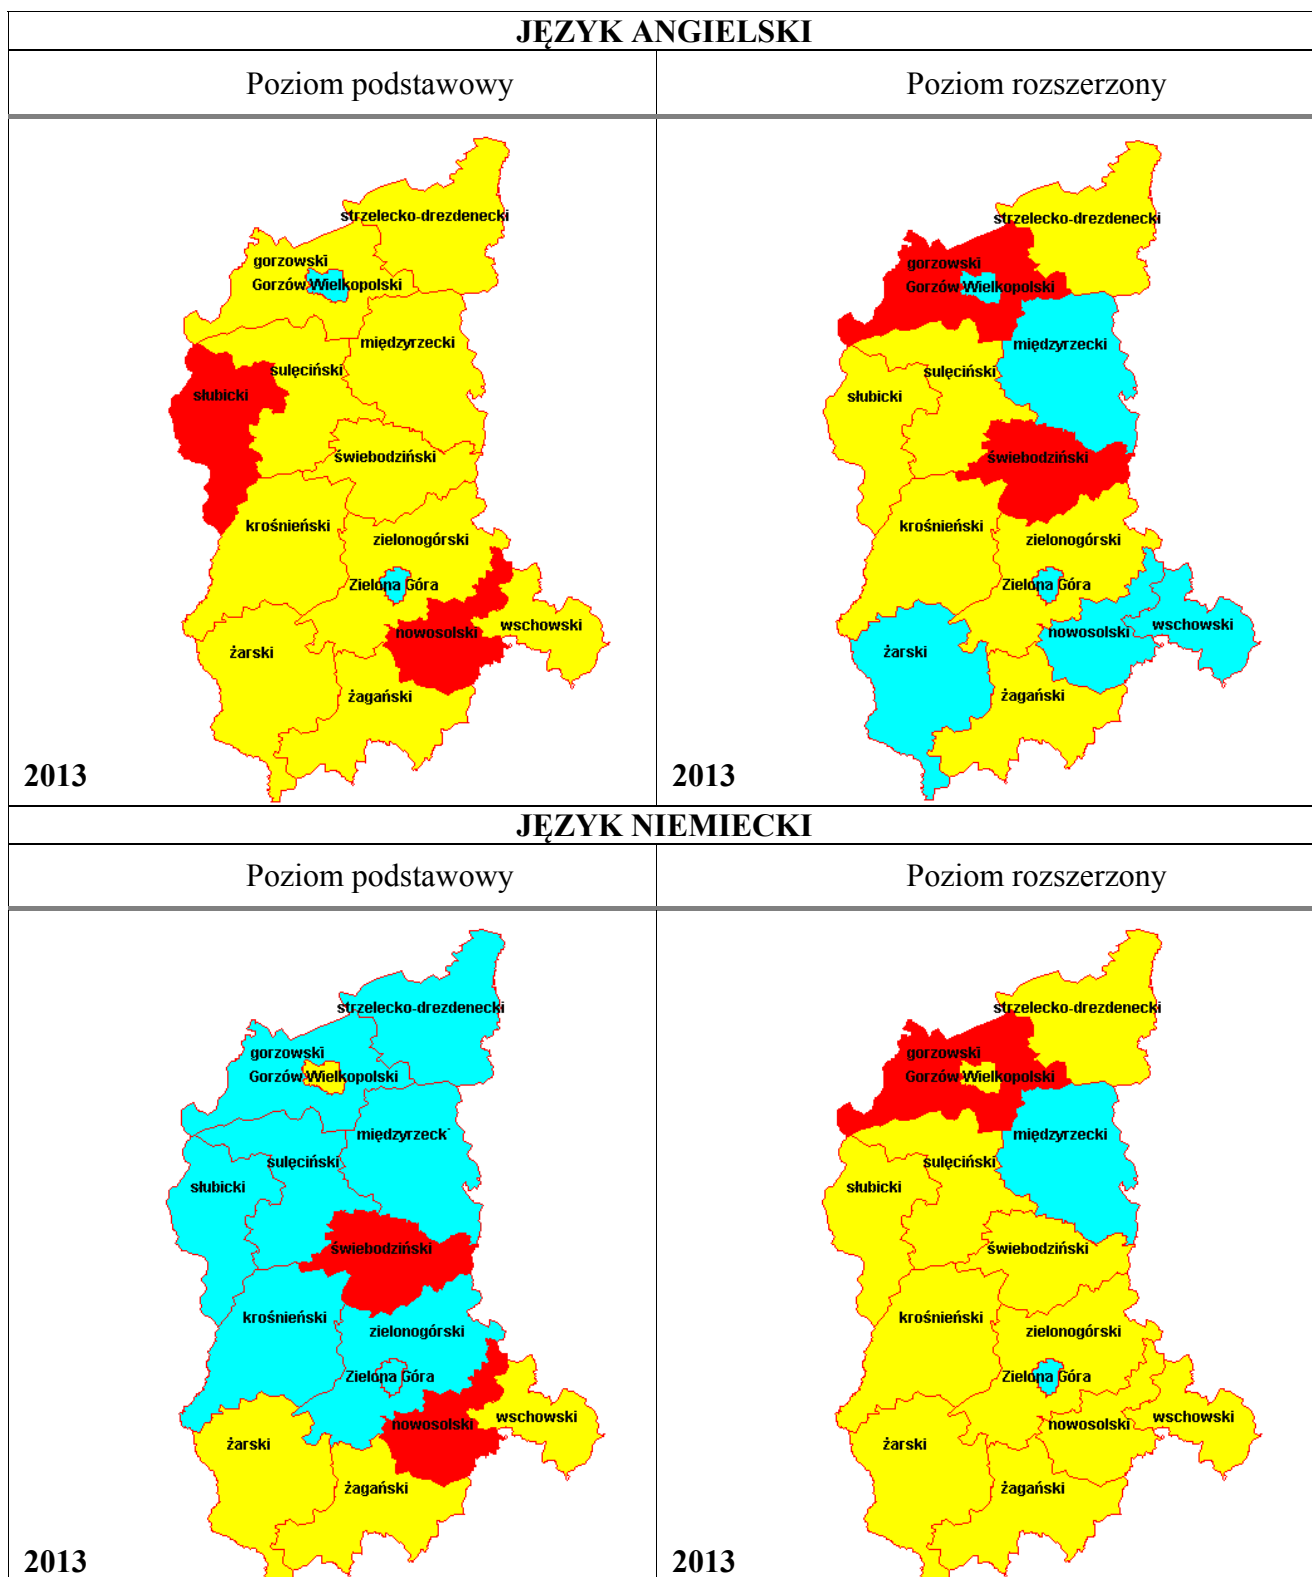 JĘZYK ANGIELSKI
Poziom podstawowy
Poziom rozszerzony
strzelecko-drezdenecki
gorzowski
Gorzów Wielkopolski
międzyrzecki
sulęciński
słubicki
świebodziński
krośnieński
zielonogórski
Zielona Góra
nowosolski
wschowski
żarski
żagański
2013
strzelecko-drezdenecki
gorzowski
Gorzów Wielkopolski
międzyrzecki
sulęciński
słubicki
świebodziński
krośnieński
zielonogórski
Zielona Góra
nowosolski
wschowski
żarski
żagański
2013
JĘZYK NIEMIECKI
Poziom podstawowy
Poziom rozszerzony
strzelecko-drezdenecki
gorzowski
Gorzów Wielkopolski
międzyrzeck
sulęciński
słubicki
świebodziński
krośnieński
zielonogórski
Zielona Góra
nowosolski
wschowski
żarski
żagański
2013
strzelecko-drezdenecki
gorzowski
Gorzów Wielkopolski
międzyrzecki
sulęciński
słubicki
świebodziński
krośnieński
zielonogórski
Zielona Góra
nowosolski
wschowski
żarski
żagański
2013